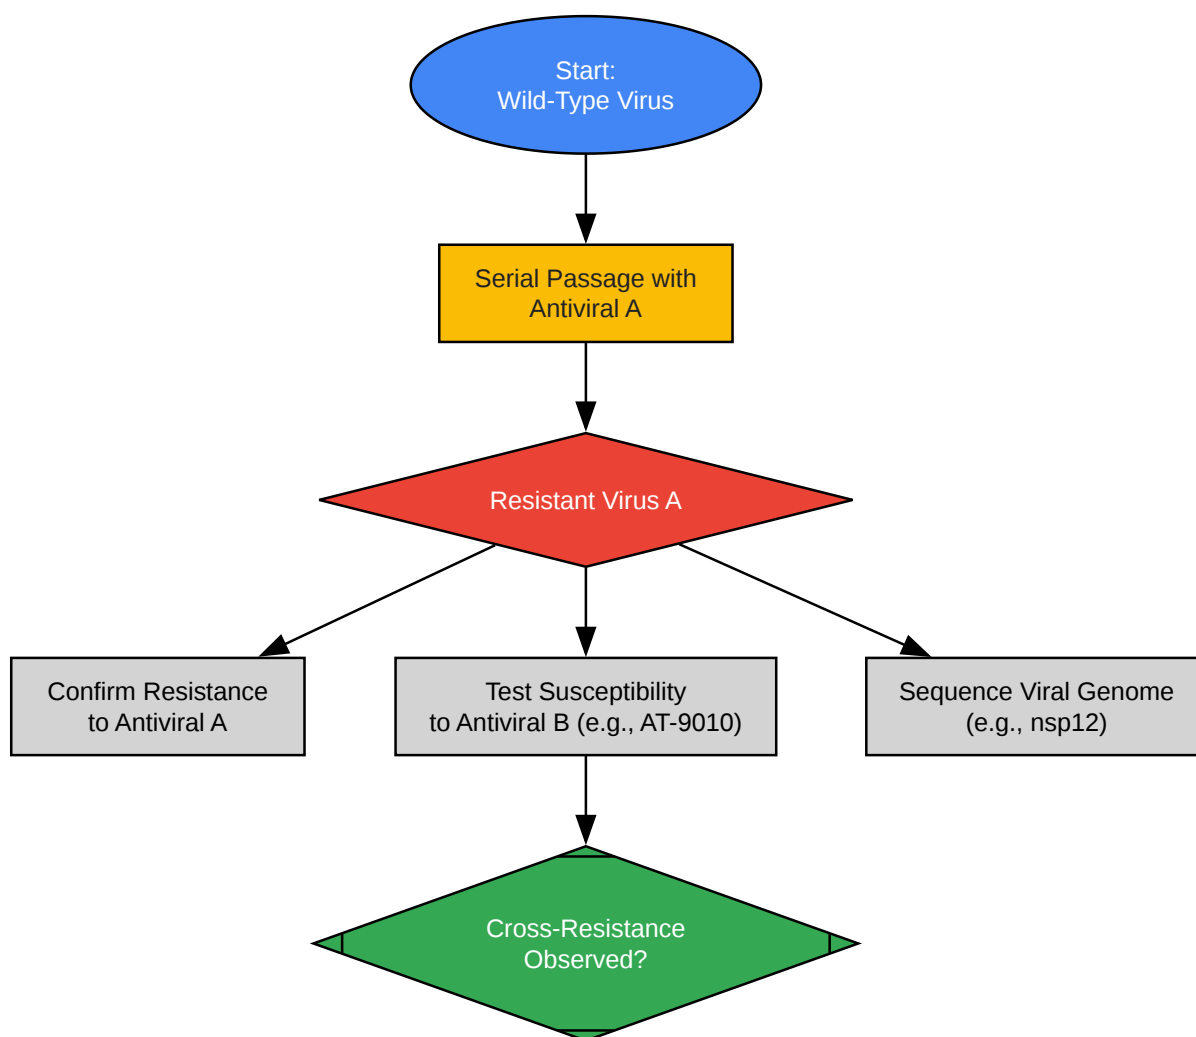 Start:
Wild-Type Virus
Serial Passage with
Antiviral A
Resistant Virus A
Confirm Resistance
to Antiviral A
Test Susceptibility
to Antiviral B (e.g., AT-9010)
Sequence Viral Genome
(e.g., nsp12)
Cross-Resistance
Observed?